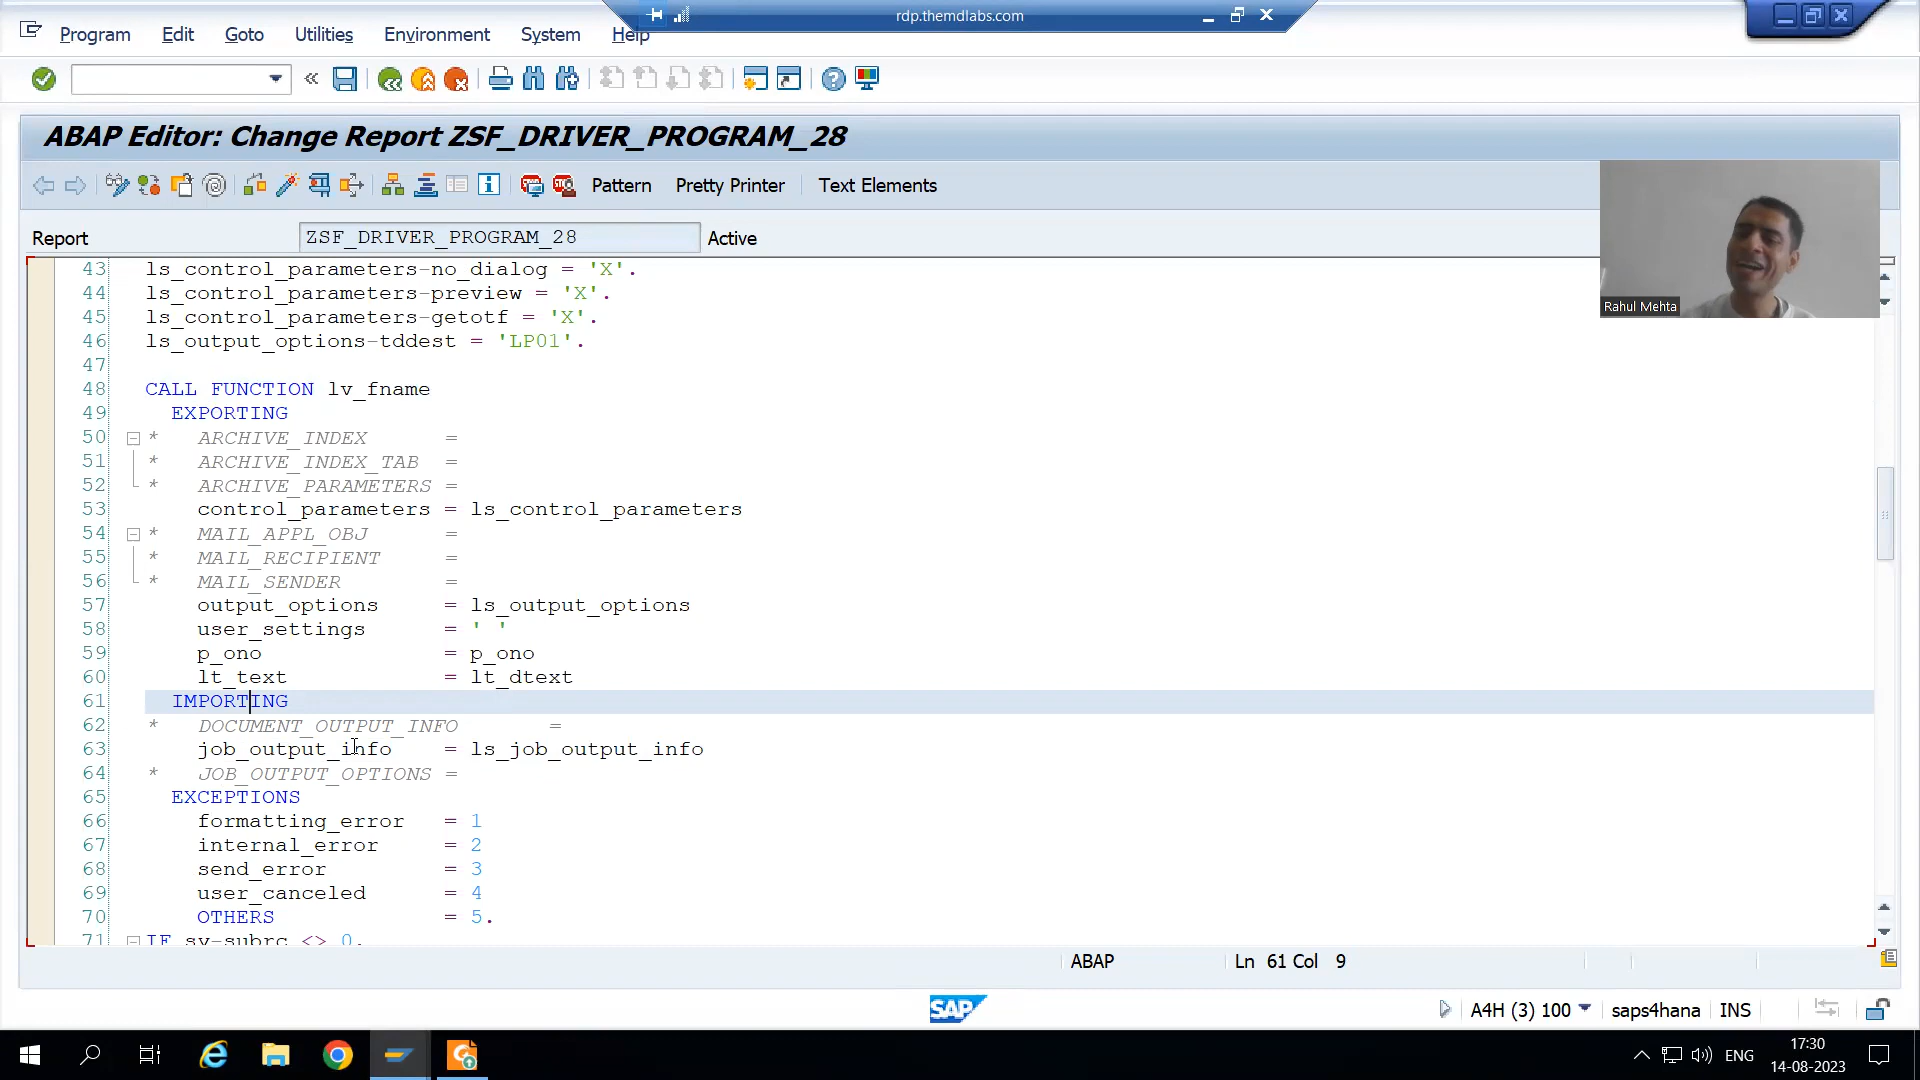 rdp.themdlabs.com
Program Edit Goto Utilities Environment System Help
ABAP Editor: Change Report ZSF_DRIVER_PROGRAM_28
Pattern Pretty Printer Text Elements
Report ZSF_DRIVER_PROGRAM_28 Active
Rahul Mehta
43 ls_control_parameters-no_dialog = 'X'.
44 ls_control_parameters-preview = 'X'.
45 ls_control_parameters-getotf = 'X'.
46 ls_output_options-tddest = 'LP01'.
47
48 CALL FUNCTION lv_fname
49 EXPORTING
50 * ARCHIVE_INDEX =
51 * ARCHIVE_INDEX_TAB =
52 * ARCHIVE_PARAMETERS =
53 control_parameters = ls_control_parameters
54 * MAIL_APPL_OBJ =
55 * MAIL_RECIPIENT =
56 * MAIL_SENDER =
57 output_options = ls_output_options
58 user_settings = ' '
59 p_ono = p_ono
60 lt_text = lt_dtext
61 IMPORTING
62 * DOCUMENT_OUTPUT_INFO =
63 job_output_info = ls_job_output_info
64 * JOB_OUTPUT_OPTIONS =
65 EXCEPTIONS
66 formatting_error = 1
67 internal_error = 2
68 send_error = 3
69 user_canceled = 4
70 OTHERS = 5.
71 IF sy-subrc <> 0.
ABAP Ln 61 Col 9
SAP A4H (3) 100 saps4hana INS
ENG 17:30
14-08-2023